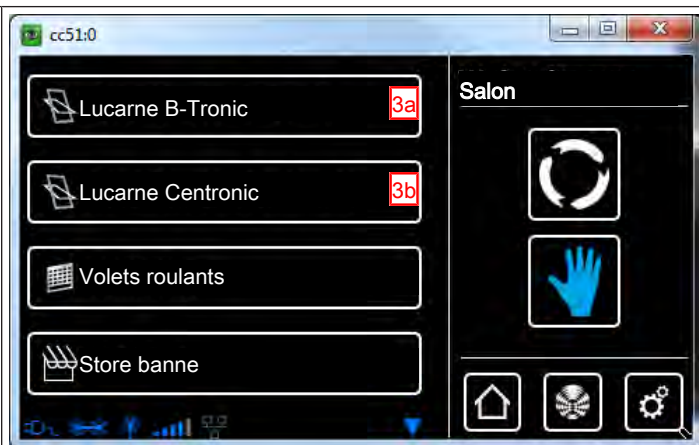 cc51:0
Lucarne B-Tronic 3a
Lucarne Centronic 3b
Volets roulants
Store banne
Salon